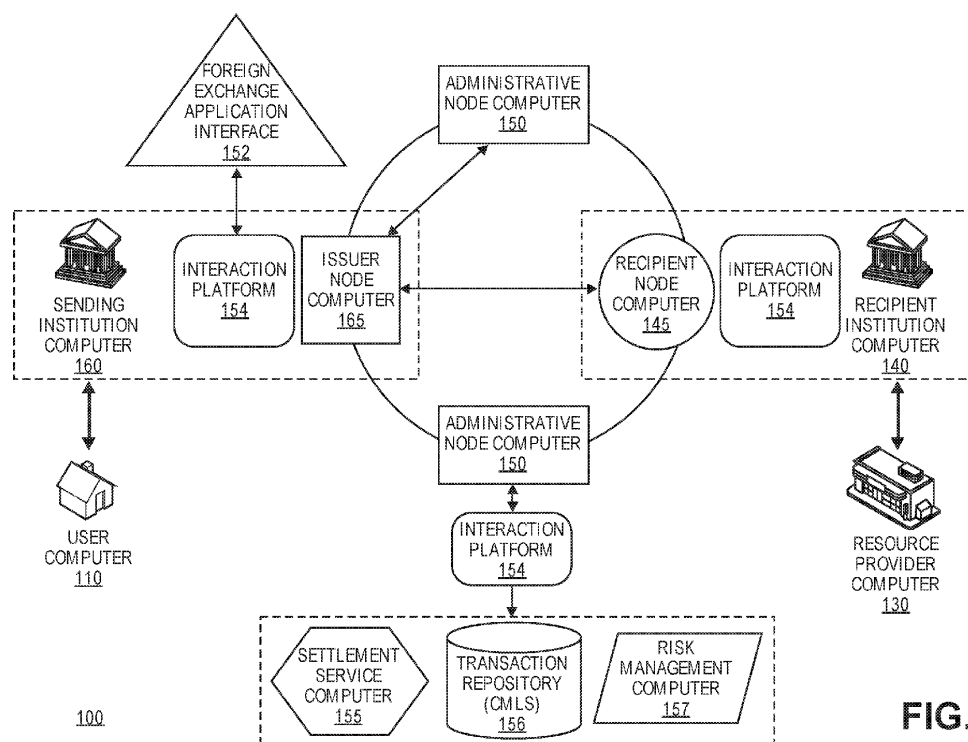 FOREIGN
EXCHANGE
APPLICATION
INTERFACE
152
ADMINISTRATIVE
NODE COMPUTER
150
SENDING
INSTITUTION
COMPUTER
160
INTERACTION
PLATFORM
154
ISSUER
NODE
COMPUTER
165
RECIPIENT
NODE
COMPUTER
145
INTERACTION
PLATFORM
154
RECIPIENT
INSTITUTION
COMPUTER
140
ADMINISTRATIVE
NODE COMPUTER
150
USER
COMPUTER
110
INTERACTION
PLATFORM
154
RESOURCE
PROVIDER
COMPUTER
130
SETTLEMENT
SERVICE
COMPUTER
155
TRANSACTION
REPOSITORY
(CMLS)
156
RISK
MANAGEMENT
COMPUTER
157
100
FIG.